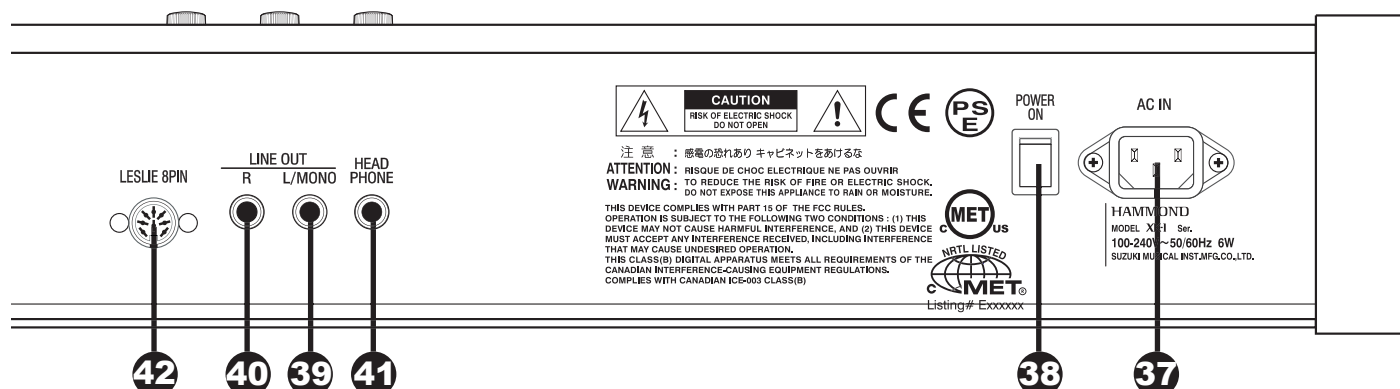 LESLIE 8PIN
LINE OUT
R L/MONO
HEAD
PHONE
CAUTION
RISK OF ELECTRIC SHOCK
DO NOT OPEN
CE
PS
E
注 意 : 感電の恐れあり キャビネットをあけるな
ATTENTION : RISQUE DE CHOC ELECTRIQUE NE PAS OUVRIR
WARNING : TO REDUCE THE RISK OF FIRE OR ELECTRIC SHOCK.
DO NOT EXPOSE THIS APPLIANCE TO RAIN OR MOISTURE.
THIS DEVICE COMPLIES WITH PART 15 OF THE FCC RULES.
OPERATION IS SUBJECT TO THE FOLLOWING TWO CONDITIONS : (1) THIS
DEVICE MAY NOT CAUSE HARMFUL INTERFERENCE, AND (2) THIS DEVICE
MUST ACCEPT ANY INTERFERENCE RECEIVED, INCLUDING INTERFERENCE
THAT MAY CAUSE UNDESIRED OPERATION.
THIS CLASS(B) DIGITAL APPARATUS MEETS ALL REQUIREMENTS OF THE
CANADIAN INTERFERENCE-CAUSING EQUIPMENT REGULATIONS.
COMPLIES WITH CANADIAN ICE-003 CLASS(B)
C MET US
NRTL LISTED
C MET®
Listing# Exxxxxx
POWER
ON
AC IN
HAMMOND
MODEL Ser.
100-240V~50/60Hz 6W
SUZUKI MUSICAL INST.MFG.CO.,LTD.
42 40 39 41 38 37